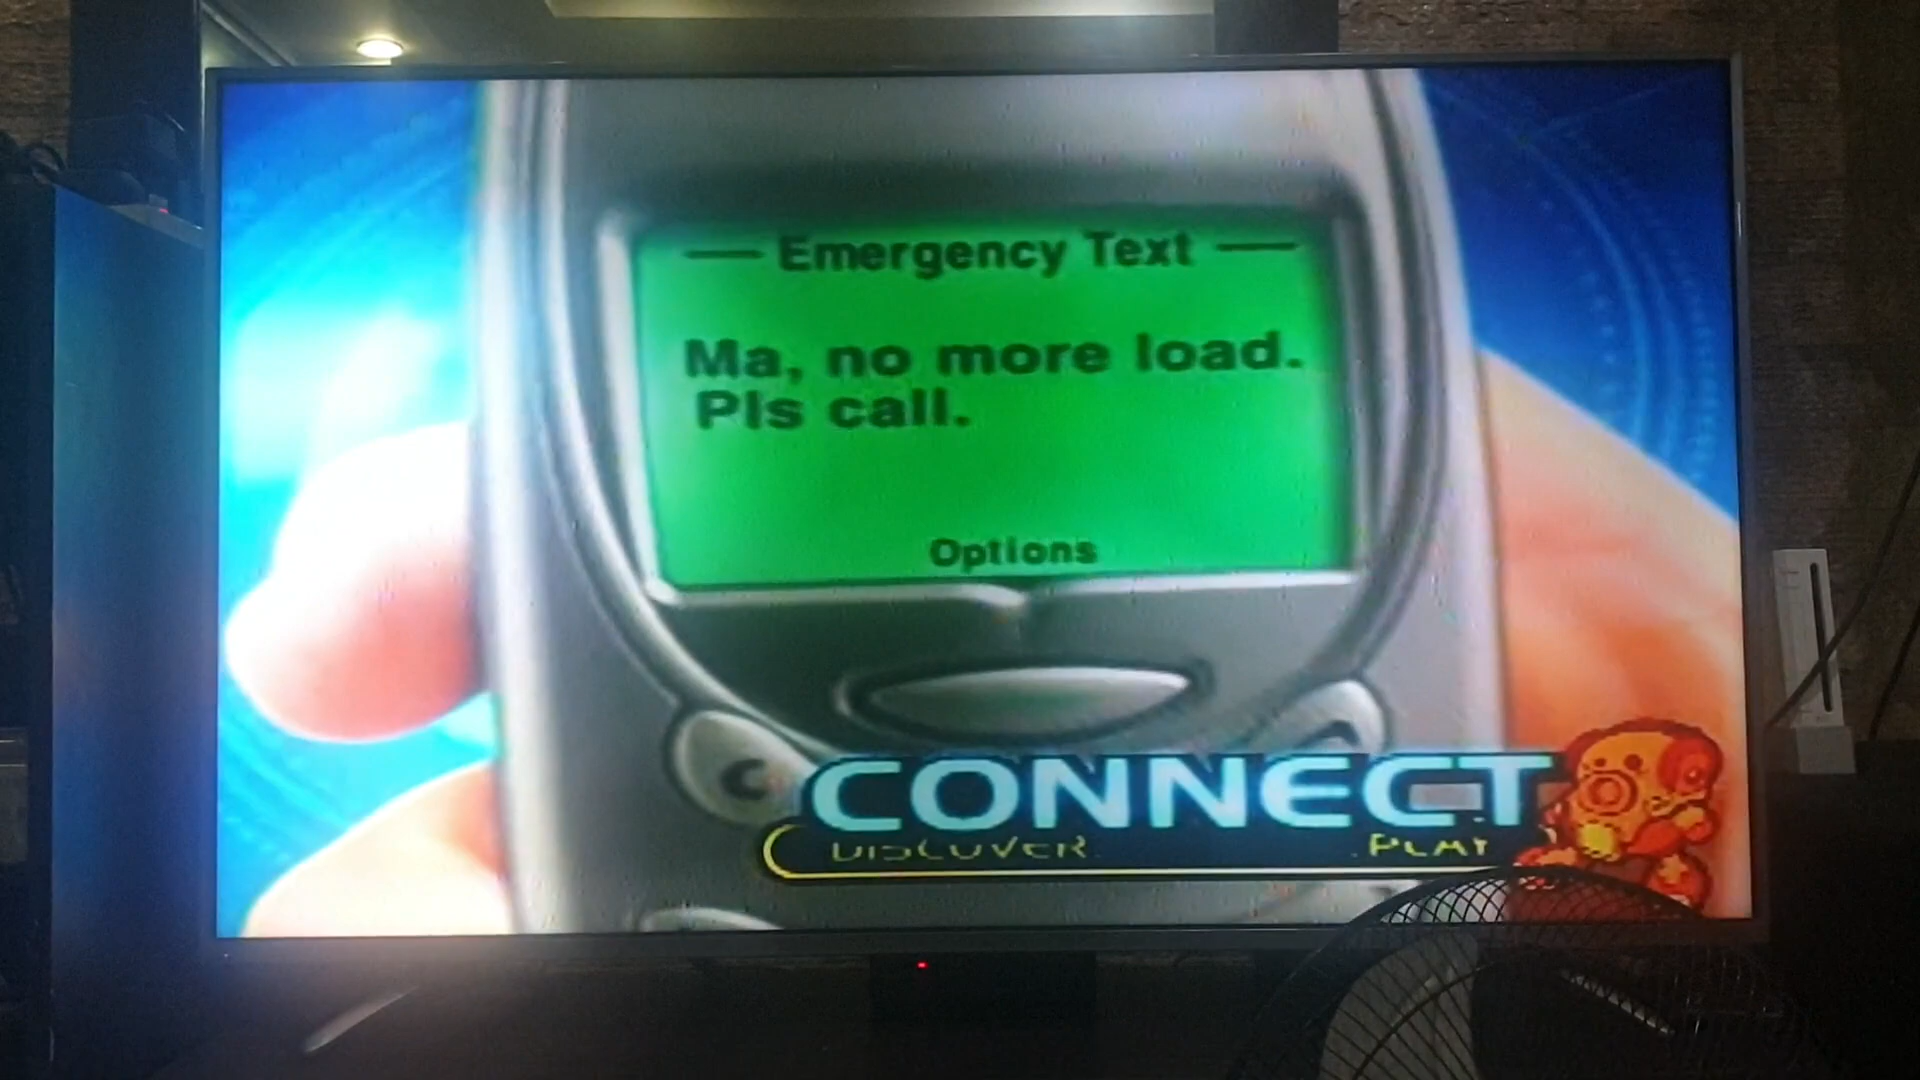 Emergency Text
Ma, no more load.
Pls call.
Options
C
CONNECT
DISCOVER. .PLAY